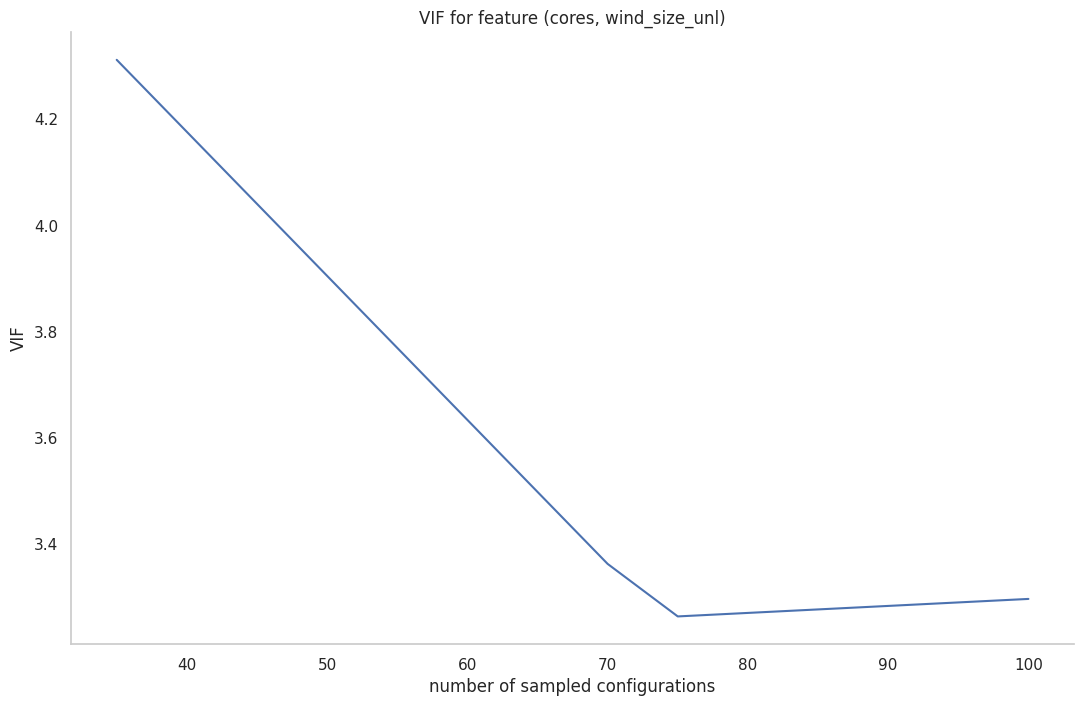 VIF for feature (cores, wind_size_unl)
VIF
4.2
4.0
3.8
3.6
3.4
40 50 60 70 80 90 100
number of sampled configurations